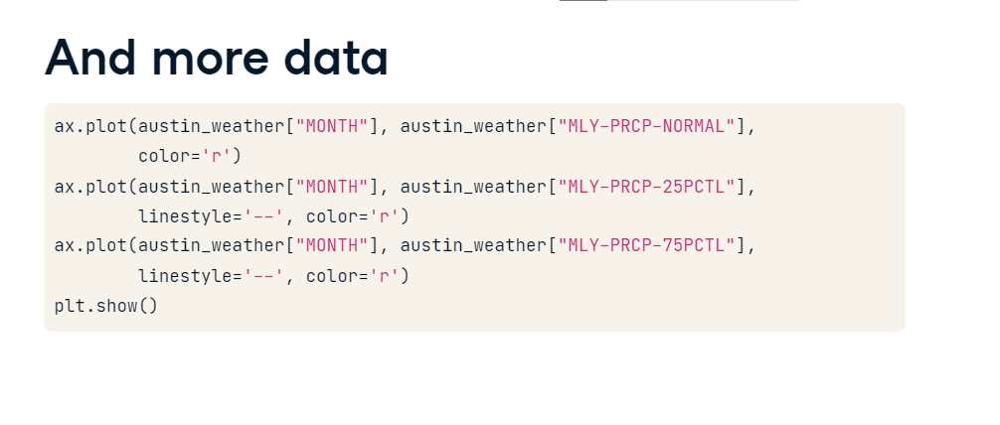 And more data
ax.plot(austin_weather["MONTH"], austin_weather["MLY-PRCP-NORMAL"],
        color='r')
ax.plot(austin_weather["MONTH"], austin_weather["MLY-PRCP-25PCTL"],
        linestyle='--', color='r')
ax.plot(austin_weather["MONTH"], austin_weather["MLY-PRCP-75PCTL"],
        linestyle='--', color='r')
plt.show()